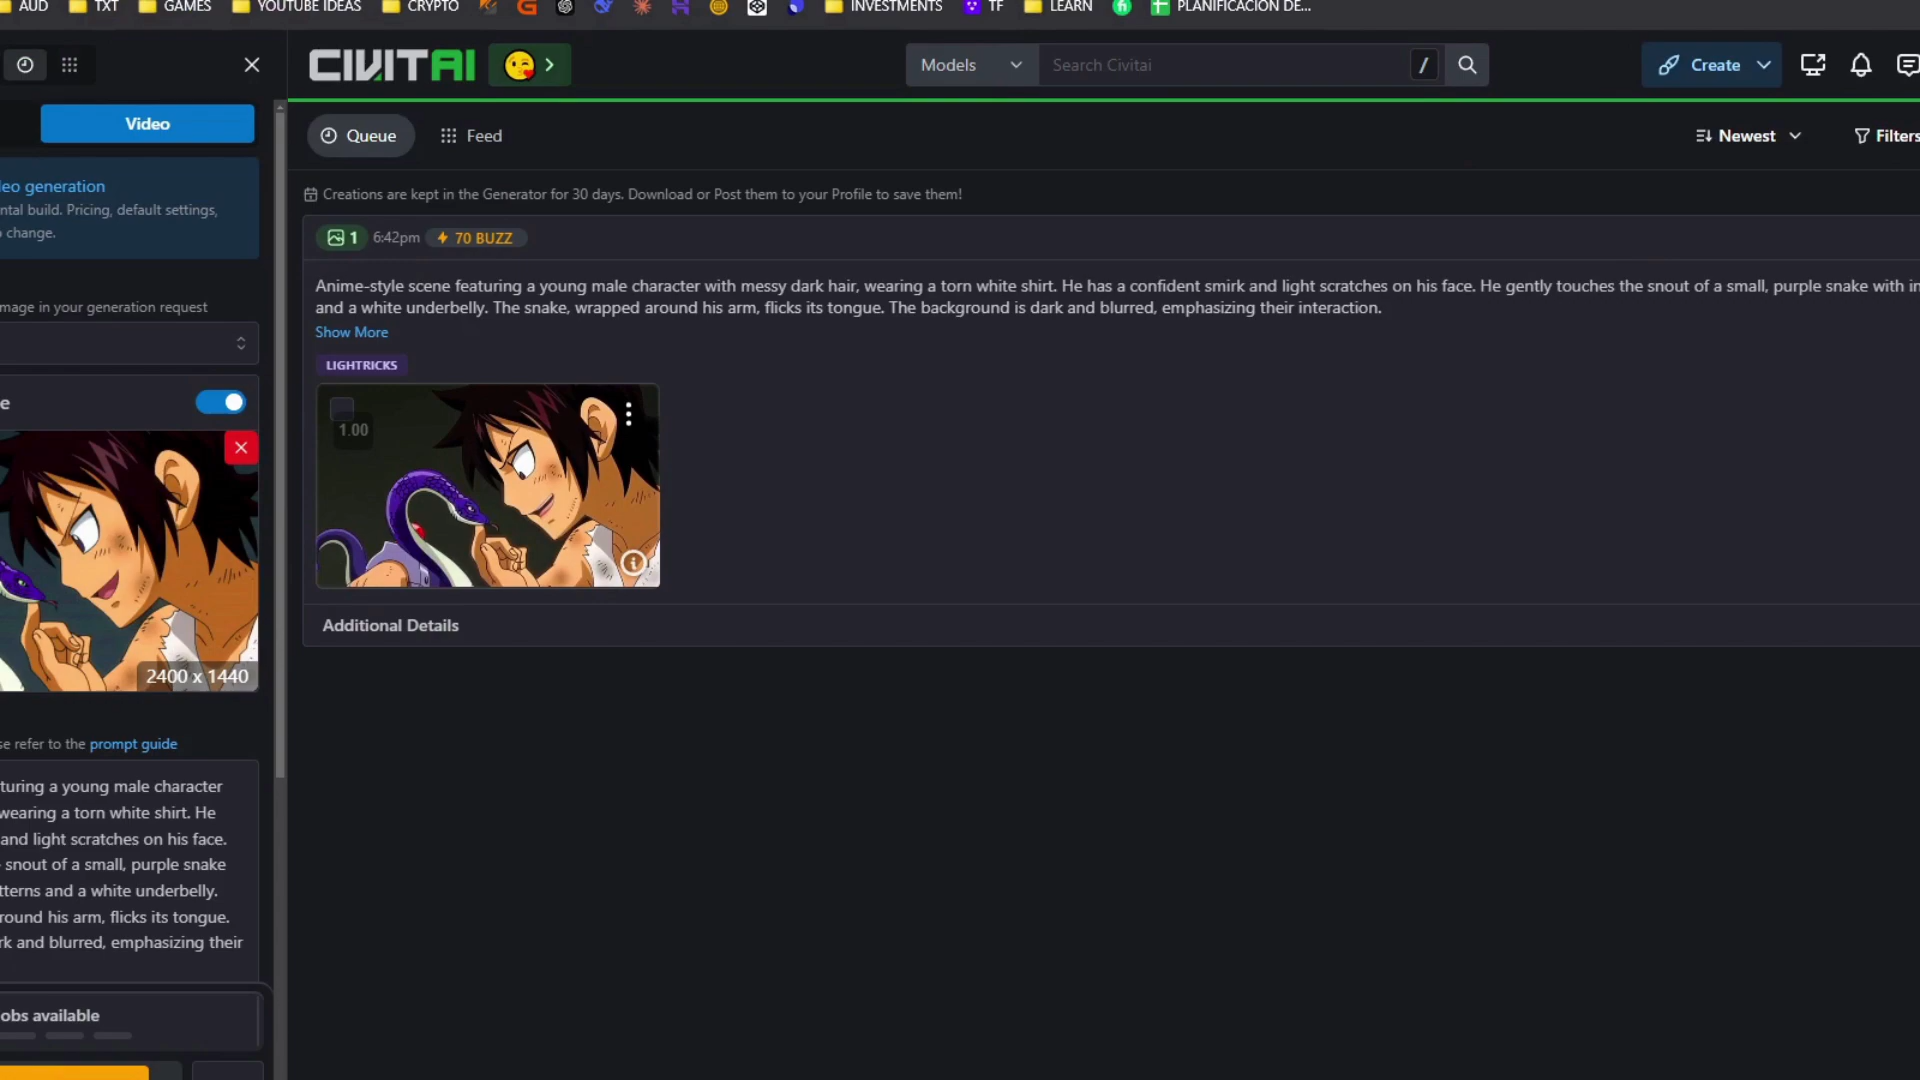 AUD TXT GAMES YOUTUBE IDEAS CRYPTO INVESTMENTS TF LEARN PLANIFICACION DE...
CIVITAI
Models
Search Civitai
/
Create
Video
Queue
Feed
Newest
Filters
eo generation
ntal build. Pricing, default settings,
change.
Creations are kept in the Generator for 30 days. Download or Post them to your Profile to save them!
1 6:42pm 70 BUZZ
Anime-style scene featuring a young male character with messy dark hair, wearing a torn white shirt. He has a confident smirk and light scratches on his face. He gently touches the snout of a small, purple snake with in
and a white underbelly. The snake, wrapped around his arm, flicks its tongue. The background is dark and blurred, emphasizing their interaction.
Show More
LIGHTRICKS
1.00
Additional Details
mage in your generation request
e
2400 x 1440
se refer to the prompt guide
turing a young male character
wearing a torn white shirt. He
and light scratches on his face.
snout of a small, purple snake
tterns and a white underbelly.
round his arm, flicks its tongue.
rk and blurred, emphasizing their
obs available